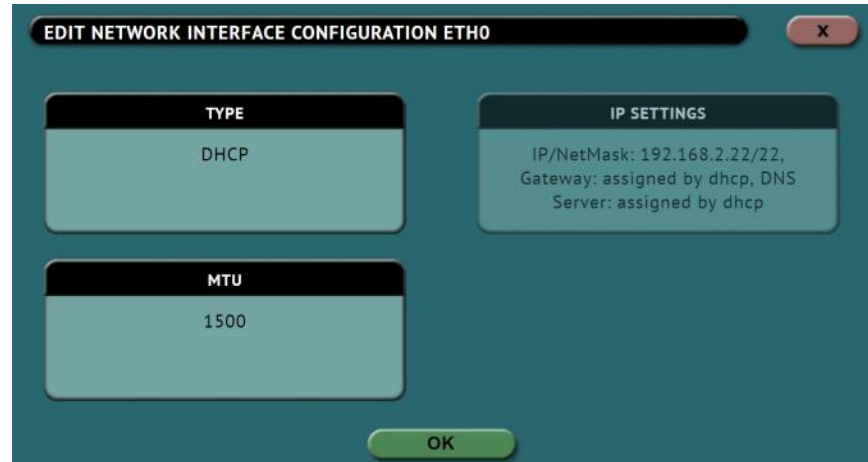 EDIT NETWORK INTERFACE CONFIGURATION ETH0
X
TYPE
DHCP
IP SETTINGS
IP/NetMask: 192.168.2.22/22,
Gateway: assigned by dhcp, DNS
Server: assigned by dhcp
MTU
1500
OK